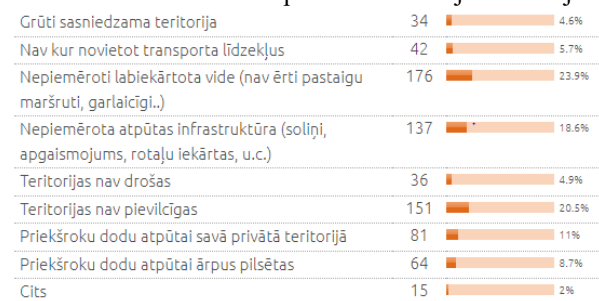 Grūti sasniedzama teritorija 34 4.6%
Nav kur novietot transporta līdzekļus 42 5.7%
Nepiemēroti labiekārtota vide (nav ērti pastaigu 176 23.9%
maršruti, garlaicīgi..)
Nepiemērota atpūtas infrastruktūra (soliņi, 137 18.6%
apgaismojums, rotaļu iekārtas, u.c.)
Teritorijas nav drošas 36 4.9%
Teritorijas nav pievilcīgas 151 20.5%
Priekšroku dodu atpūtai savā privātā teritorijā 81 11%
Priekšroku dodu atpūtai ārpus pilsētas 64 8.7%
Cits 15 2%